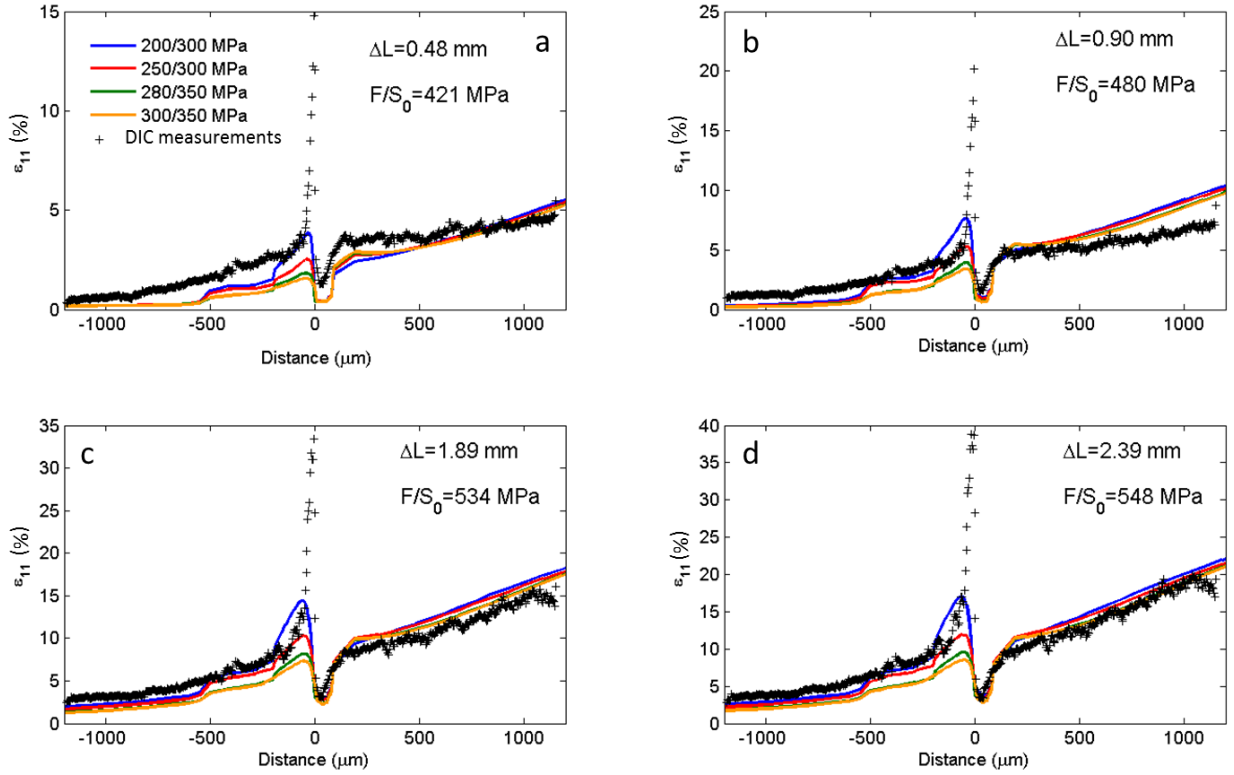 15
10
5
0
ε11 (%)
200/300 MPa
250/300 MPa
280/350 MPa
300/350 MPa
+ DIC measurements
ΔL=0.48 mm
a
F/S0=421 MPa
-1000 -500 0 500 1000
Distance (μm)
25
20
15
10
5
0
ε11 (%)
b
ΔL=0.90 mm
F/S0=480 MPa
-1000 -500 0 500 1000
Distance (μm)
35
30
25
20
15
10
5
0
ε11 (%)
c
ΔL=1.89 mm
F/S0=534 MPa
-1000 -500 0 500 1000
Distance (μm)
40
35
30
25
20
15
10
5
0
ε11 (%)
d
ΔL=2.39 mm
F/S0=548 MPa
-1000 -500 0 500 1000
Distance (μm)